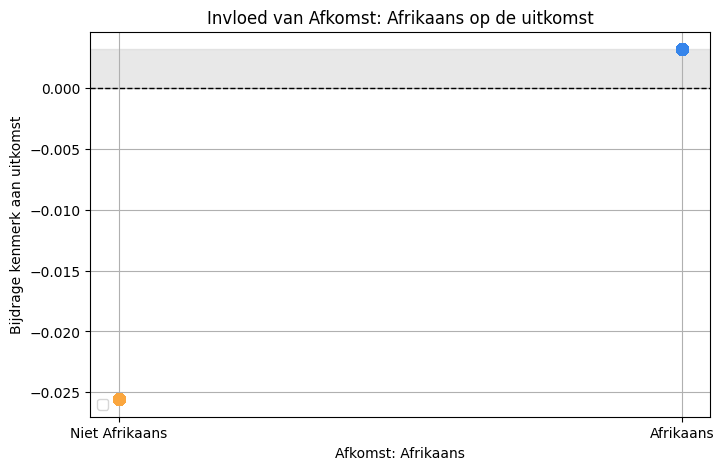 Invloed van Afkomst: Afrikaans op de uitkomst
Bijdrage kenmerk aan uitkomst
0.000
−0.005
−0.010
−0.015
−0.020
−0.025
Niet Afrikaans
Afrikaans
Afkomst: Afrikaans